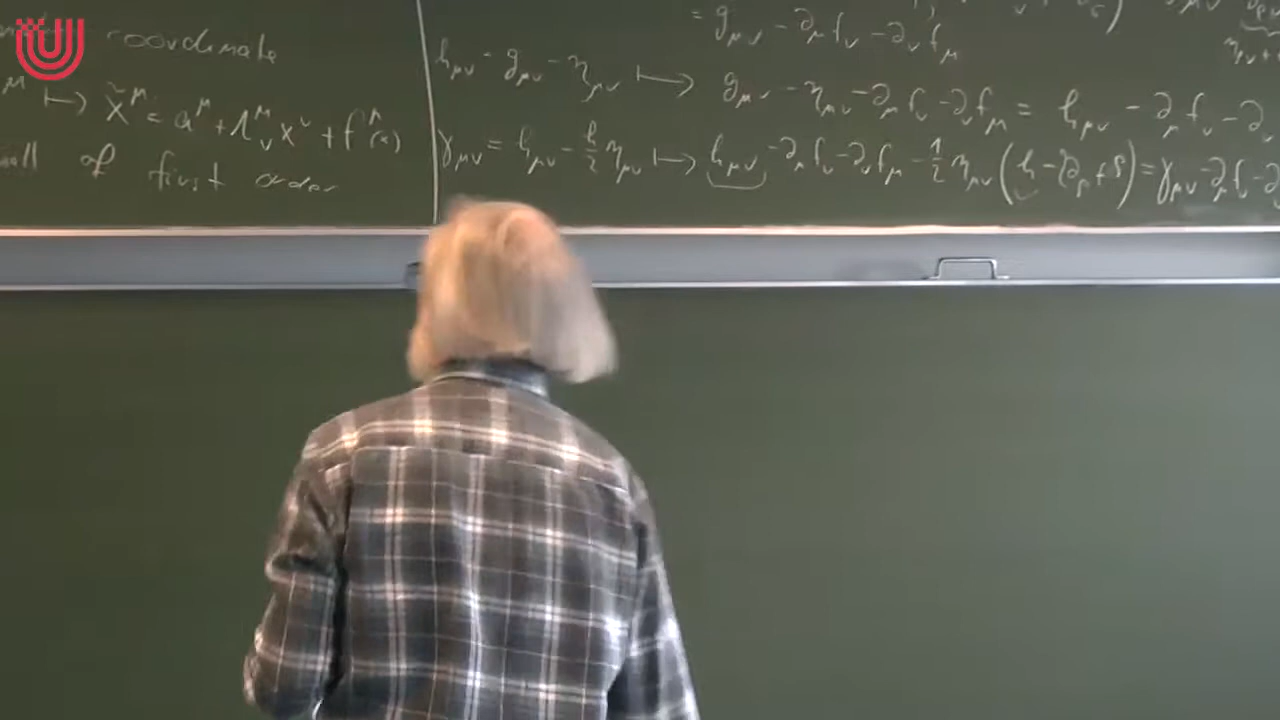 coordinate
μ ↦ x̃^μ = a^μ + Λ^μ_ν x^ν + f^μ(x)
of first order
= g_μν - ∂_μ f_ν - ∂_ν f_μ
h_μν = g_μν - η_μν ↦ g_μν - η_μν - ∂_μ f_ν - ∂_ν f_μ = h_μν - ∂_μ f_ν - ∂_ν
γ_μν = h_μν - h/2 η_μν ↦ h_μν - ∂_μ f_ν - ∂_ν f_μ - 1/2 η_μν (h - 2∂_ρ f^ρ) = γ_μν - ∂_μ f_ν - ∂